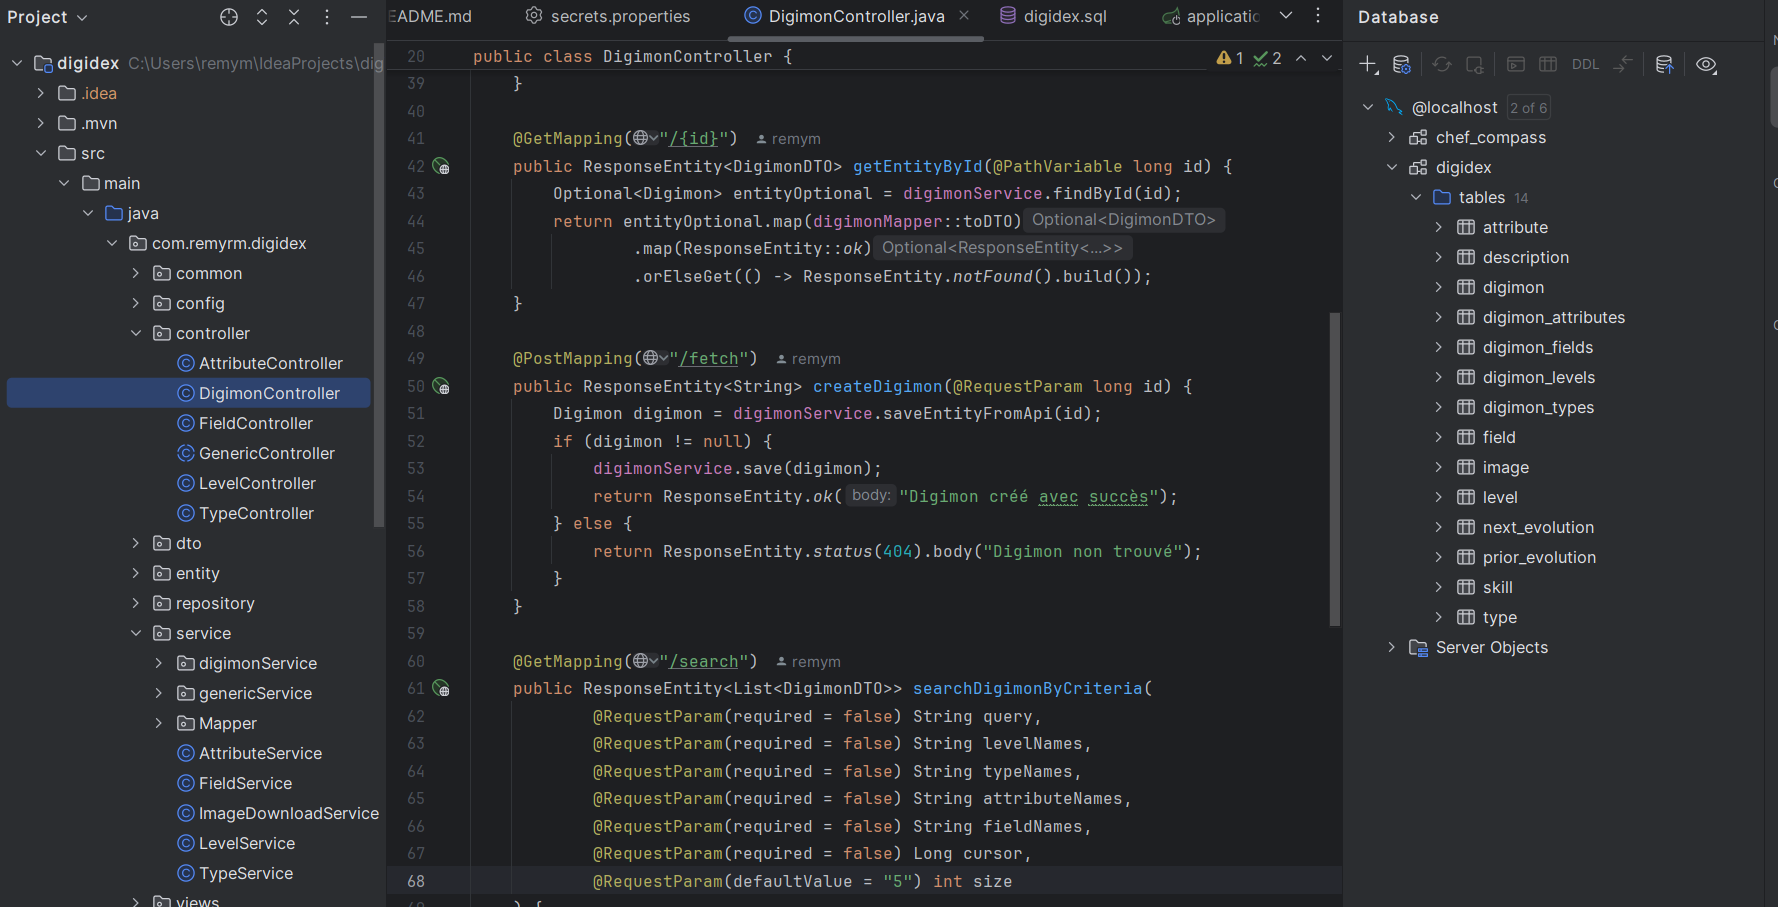 Project
digidex C:\Users\remym\IdeaProjects\dig
.idea
.mvn
src
main
java
com.remyrm.digidex
common
config
controller
AttributeController
DigimonController
FieldController
GenericController
LevelController
TypeController
dto
entity
repository
service
digimonService
genericService
Mapper
AttributeService
FieldService
ImageDownloadService
LevelService
TypeService
views
EADME.md secrets.properties DigimonController.java digidex.sql applicatio
20 public class DigimonController { 1 2
39 }
40
41 @GetMapping("/{id}") remym
42 public ResponseEntity<DigimonDTO> getEntityById(@PathVariable long id) {
43 Optional<Digimon> entityOptional = digimonService.findById(id);
44 return entityOptional.map(digimonMapper::toDTO) Optional<DigimonDTO>
45 .map(ResponseEntity::ok) Optional<ResponseEntity<...>>
46 .orElseGet(() -> ResponseEntity.notFound().build());
47 }
48
49 @PostMapping("/fetch") remym
50 public ResponseEntity<String> createDigimon(@RequestParam long id) {
51 Digimon digimon = digimonService.saveEntityFromApi(id);
52 if (digimon != null) {
53 digimonService.save(digimon);
54 return ResponseEntity.ok( body: "Digimon créé avec succès");
55 } else {
56 return ResponseEntity.status(404).body("Digimon non trouvé");
57 }
58 }
59
60 @GetMapping("/search") remym
61 public ResponseEntity<List<DigimonDTO>> searchDigimonByCriteria(
62 @RequestParam(required = false) String query,
63 @RequestParam(required = false) String levelNames,
64 @RequestParam(required = false) String typeNames,
65 @RequestParam(required = false) String attributeNames,
66 @RequestParam(required = false) String fieldNames,
67 @RequestParam(required = false) Long cursor,
68 @RequestParam(defaultValue = "5") int size
) {
Database
DDL
@localhost 2 of 6
chef_compass
digidex
tables 14
attribute
description
digimon
digimon_attributes
digimon_fields
digimon_levels
digimon_types
field
image
level
next_evolution
prior_evolution
skill
type
Server Objects